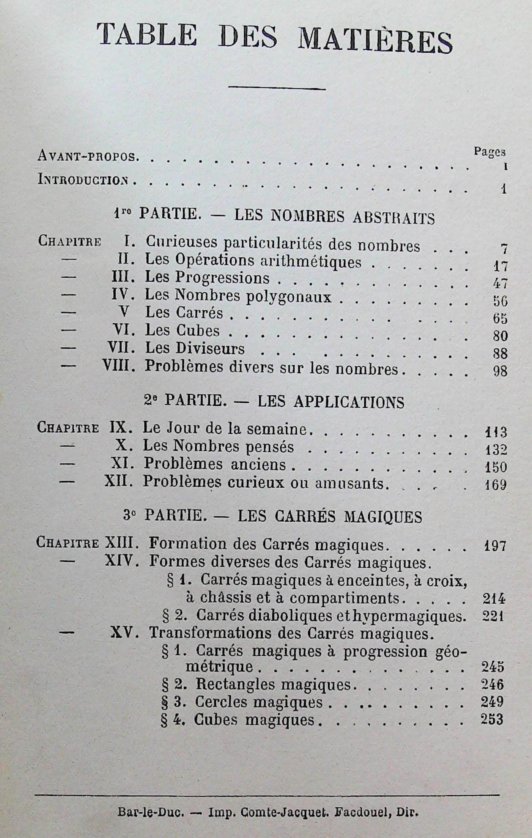 TABLE DES MATIÈRES
Pages
AVANT-PROPOS. . . . . . . . . . . . . . . . . . . I
INTRODUCTION . . . . . . . . . . . . . . . . . . . 1
1re PARTIE. — LES NOMBRES ABSTRAITS
CHAPITRE I. Curieuses particularités des nombres . . . 7
— II. Les Opérations arithmétiques . . . . . . . 17
— III. Les Progressions . . . . . . . . . . . . 47
— IV. Les Nombres polygonaux . . . . . . . . . 56
— V Les Carrés . . . . . . . . . . . . . . . 65
— VI. Les Cubes . . . . . . . . . . . . . . . 80
— VII. Les Diviseurs . . . . . . . . . . . . . 88
— VIII. Problèmes divers sur les nombres. . . . . 98
2e PARTIE. — LES APPLICATIONS
CHAPITRE IX. Le Jour de la semaine. . . . . . . . . . 113
— X. Les Nombres pensés . . . . . . . . . . 132
— XI. Problèmes anciens . . . . . . . . . . . 150
— XII. Problèmes curieux ou amusants. . . . . 169
3e PARTIE. — LES CARRÉS MAGIQUES
CHAPITRE XIII. Formation des Carrés magiques. . . . . . 197
— XIV. Formes diverses des Carrés magiques.
§ 1. Carrés magiques à enceintes, à croix,
à châssis et à compartiments. . . . . 214
§ 2. Carrés diaboliques et hypermagiques. 221
— XV. Transformations des Carrés magiques.
§ 1. Carrés magiques à progression géo-
métrique . . . . . . . . . . . . . 245
§ 2. Rectangles magiques. . . . . . . . 246
§ 3. Cercles magiques . . . . . . . . . 249
§ 4. Cubes magiques. . . . . . . . . . 253
Bar-le-Duc. — Imp. Comte-Jacquet. Facdouel, Dir.